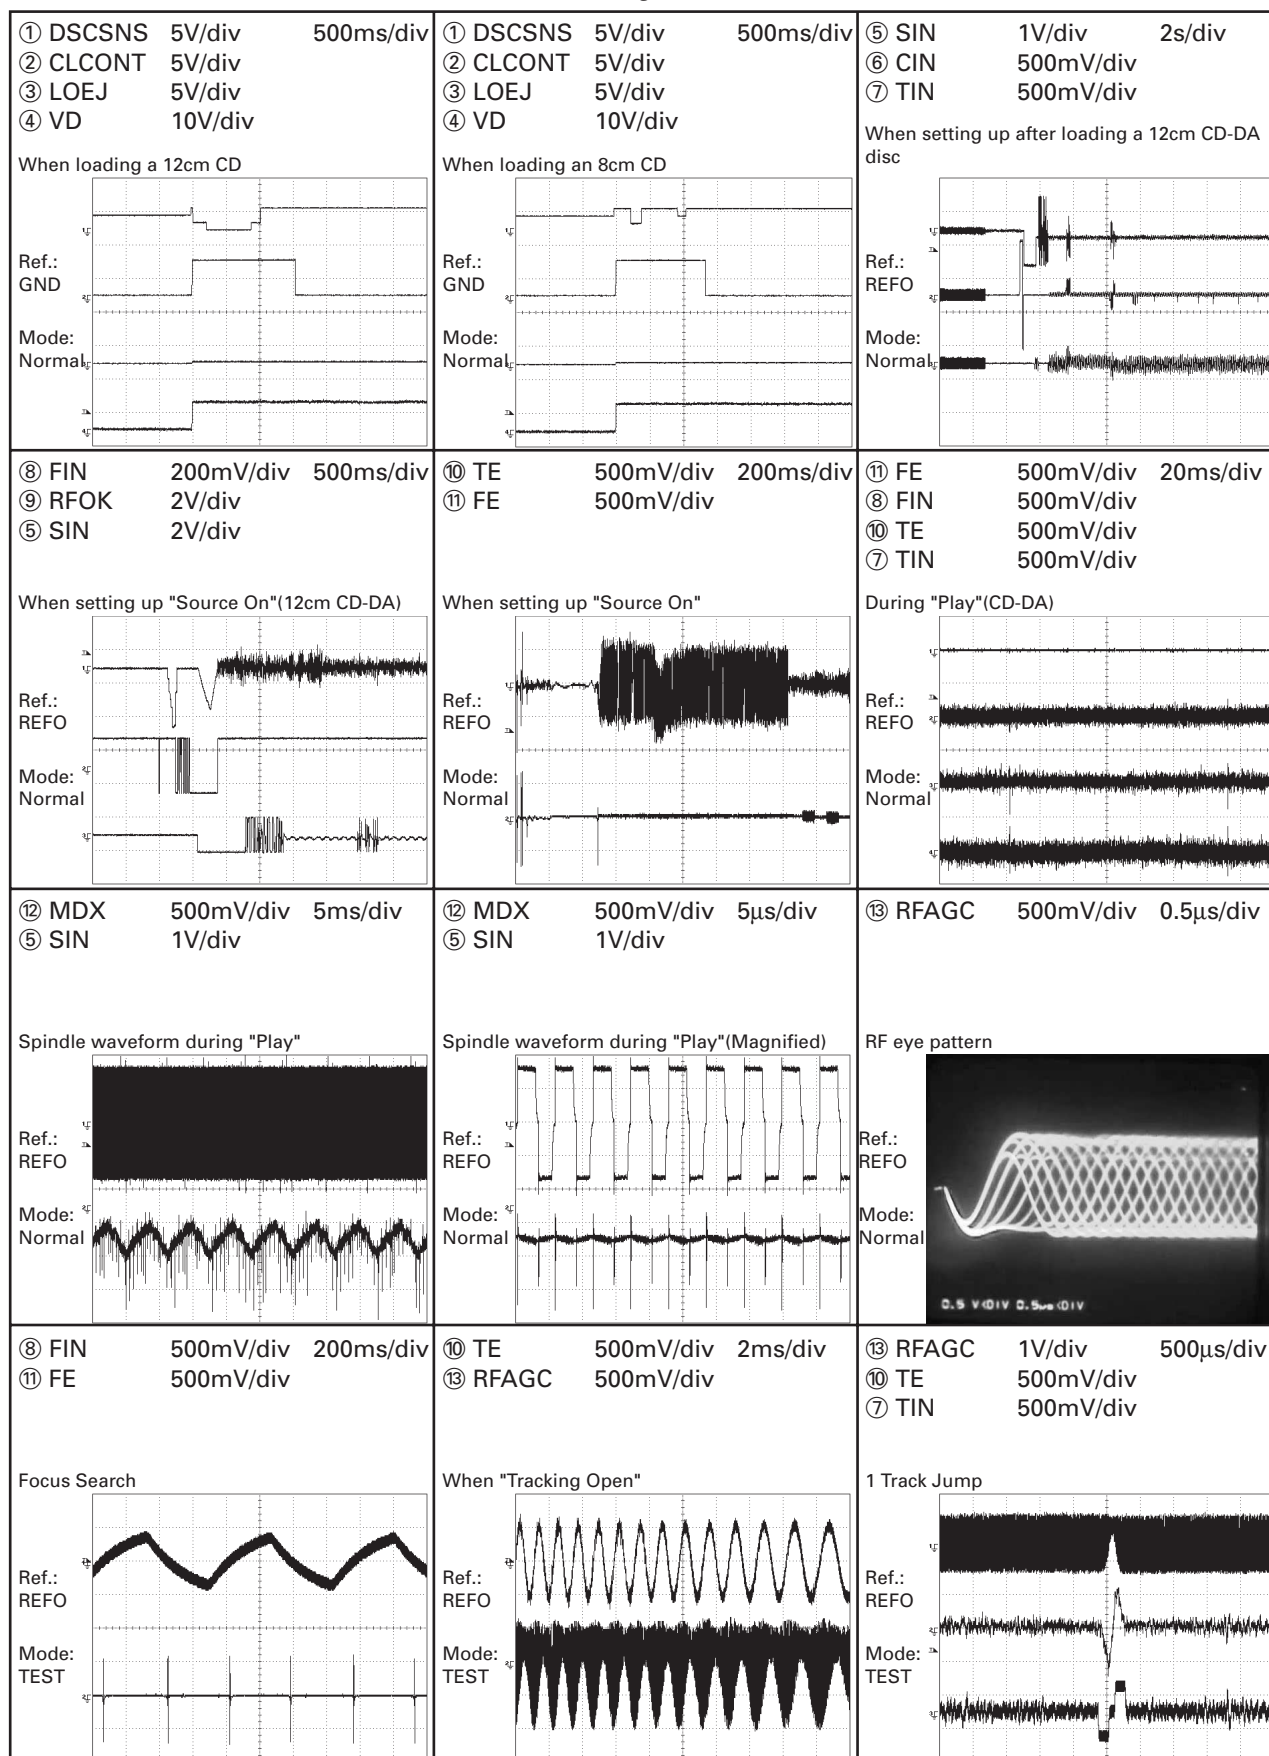 ① DSCSNS 5V/div 500ms/div
② CLCONT 5V/div
③ LOEJ 5V/div
④ VD 10V/div
When loading a 12cm CD
Ref.:
GND
Mode:
Normal
① DSCSNS 5V/div 500ms/div
② CLCONT 5V/div
③ LOEJ 5V/div
④ VD 10V/div
When loading an 8cm CD
Ref.:
GND
Mode:
Normal
⑤ SIN 1V/div 2s/div
⑥ CIN 500mV/div
⑦ TIN 500mV/div
When setting up after loading a 12cm CD-DA
disc
Ref.:
REFO
Mode:
Normal
⑧ FIN 200mV/div 500ms/div
⑨ RFOK 2V/div
⑤ SIN 2V/div
When setting up "Source On"(12cm CD-DA)
Ref.:
REFO
Mode:
Normal
⑩ TE 500mV/div 200ms/div
⑪ FE 500mV/div
When setting up "Source On"
Ref.:
REFO
Mode:
Normal
⑪ FE 500mV/div 20ms/div
⑧ FIN 500mV/div
⑩ TE 500mV/div
⑦ TIN 500mV/div
During "Play"(CD-DA)
Ref.:
REFO
Mode:
Normal
⑫ MDX 500mV/div 5ms/div
⑤ SIN 1V/div
Spindle waveform during "Play"
Ref.:
REFO
Mode:
Normal
⑫ MDX 500mV/div 5µs/div
⑤ SIN 1V/div
Spindle waveform during "Play"(Magnified)
Ref.:
REFO
Mode:
Normal
⑬ RFAGC 500mV/div 0.5µs/div
RF eye pattern
Ref.:
REFO
Mode:
Normal
0.5 V/DIV 0.5µs/DIV
⑧ FIN 500mV/div 200ms/div
⑪ FE 500mV/div
Focus Search
Ref.:
REFO
Mode:
TEST
⑩ TE 500mV/div 2ms/div
⑬ RFAGC 500mV/div
When "Tracking Open"
Ref.:
REFO
Mode:
TEST
⑬ RFAGC 1V/div 500µs/div
⑩ TE 500mV/div
⑦ TIN 500mV/div
1 Track Jump
Ref.:
REFO
Mode:
TEST